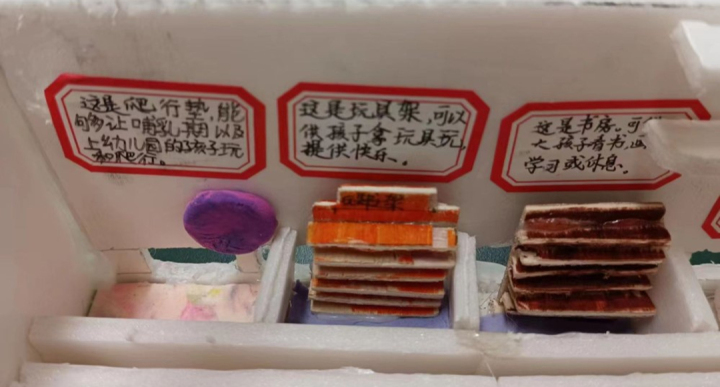 这是爬行垫,能
够让哺乳期以及
上幼儿园的孩子玩
和爬行。
这是玩具架,可以
供孩子拿玩具玩,
提供快乐。
这是书房。可
大孩子看书
学习或休息。
书架